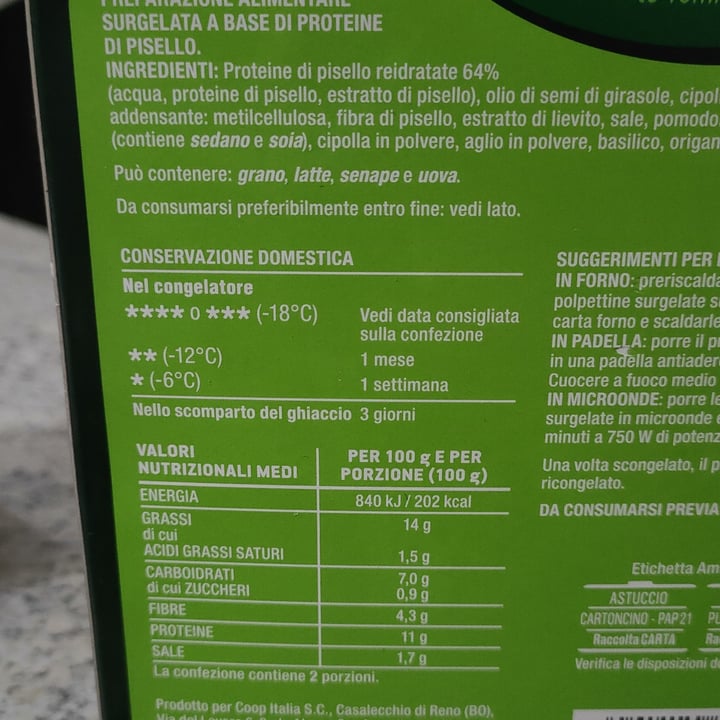 PREPARAZIONE ALIMENTARE
SURGELATA A BASE DI PROTEINE
DI PISELLO.
INGREDIENTI: Proteine di pisello reidratate 64%
(acqua, proteine di pisello, estratto di pisello), olio di semi di girasole, cipol
addensante: metilcellulosa, fibra di pisello, estratto di lievito, sale, pomodo
(contiene sedano e soia), cipolla in polvere, aglio in polvere, basilico, origan
Può contenere: grano, latte, senape e uova.
Da consumarsi preferibilmente entro fine: vedi lato.
CONSERVAZIONE DOMESTICA
Nel congelatore
**** o *** (-18°C) Vedi data consigliata
sulla confezione
** (-12°C) 1 mese
* (-6°C) 1 settimana
Nello scomparto del ghiaccio 3 giorni
VALORI
NUTRIZIONALI MEDI
PER 100 g E PER
PORZIONE (100 g)
ENERGIA 840 kJ / 202 kcal
GRASSI 14 g
di cui
ACIDI GRASSI SATURI 1,5 g
CARBOIDRATI 7,0 g
di cui ZUCCHERI 0,9 g
FIBRE 4,3 g
PROTEINE 11 g
SALE 1,7 g
La confezione contiene 2 porzioni.
Prodotto per Coop Italia S.C., Casalecchio di Reno (BO),
SUGGERIMENTI PER
IN FORNO: preriscalda
polpettine surgelate s
carta forno e scaldarle
IN PADELLA: porre il p
in una padella antiader
Cuocere a fuoco medio
IN MICROONDE: porre le
surgelate in microonde e
minuti a 750 W di potenz
Una volta scongelato, il p
ricongelato.
DA CONSUMARSI PREVIA
Etichetta Am
ASTUCCIO
CARTONCINO - PAP 21
Raccolta CARTA
Verifica le disposizioni d